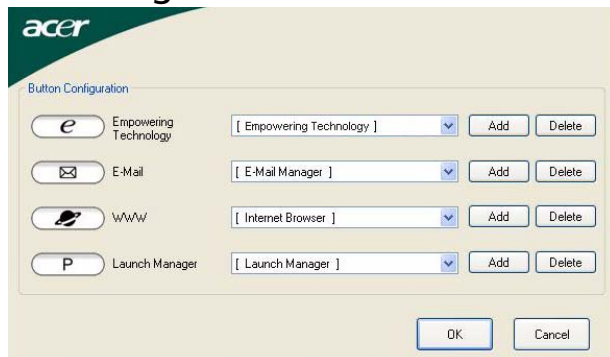 acer
Button Configuration
e Empowering Technology [ Empowering Technology ] Add Delete
E-Mail [ E-Mail Manager ] Add Delete
WWW [ Internet Browser ] Add Delete
P Launch Manager [ Launch Manager ] Add Delete
OK Cancel